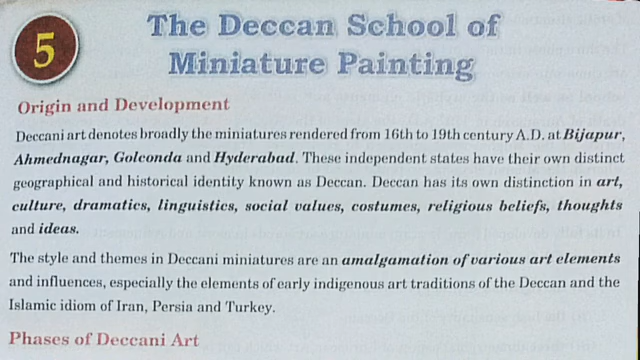 5
The Deccan School of
Miniature Painting
Origin and Development
Deccani art denotes broadly the miniatures rendered from 16th to 19th century A.D. at Bijapur,
Ahmednagar, Golconda and Hyderabad. These independent states have their own distinct
geographical and historical identity known as Deccan. Deccan has its own distinction in art,
culture, dramatics, linguistics, social values, costumes, religious beliefs, thoughts
and ideas.
The style and themes in Deccani miniatures are an amalgamation of various art elements
and influences, especially the elements of early indigenous art traditions of the Deccan and the
Islamic idiom of Iran, Persia and Turkey.
Phases of Deccani Art